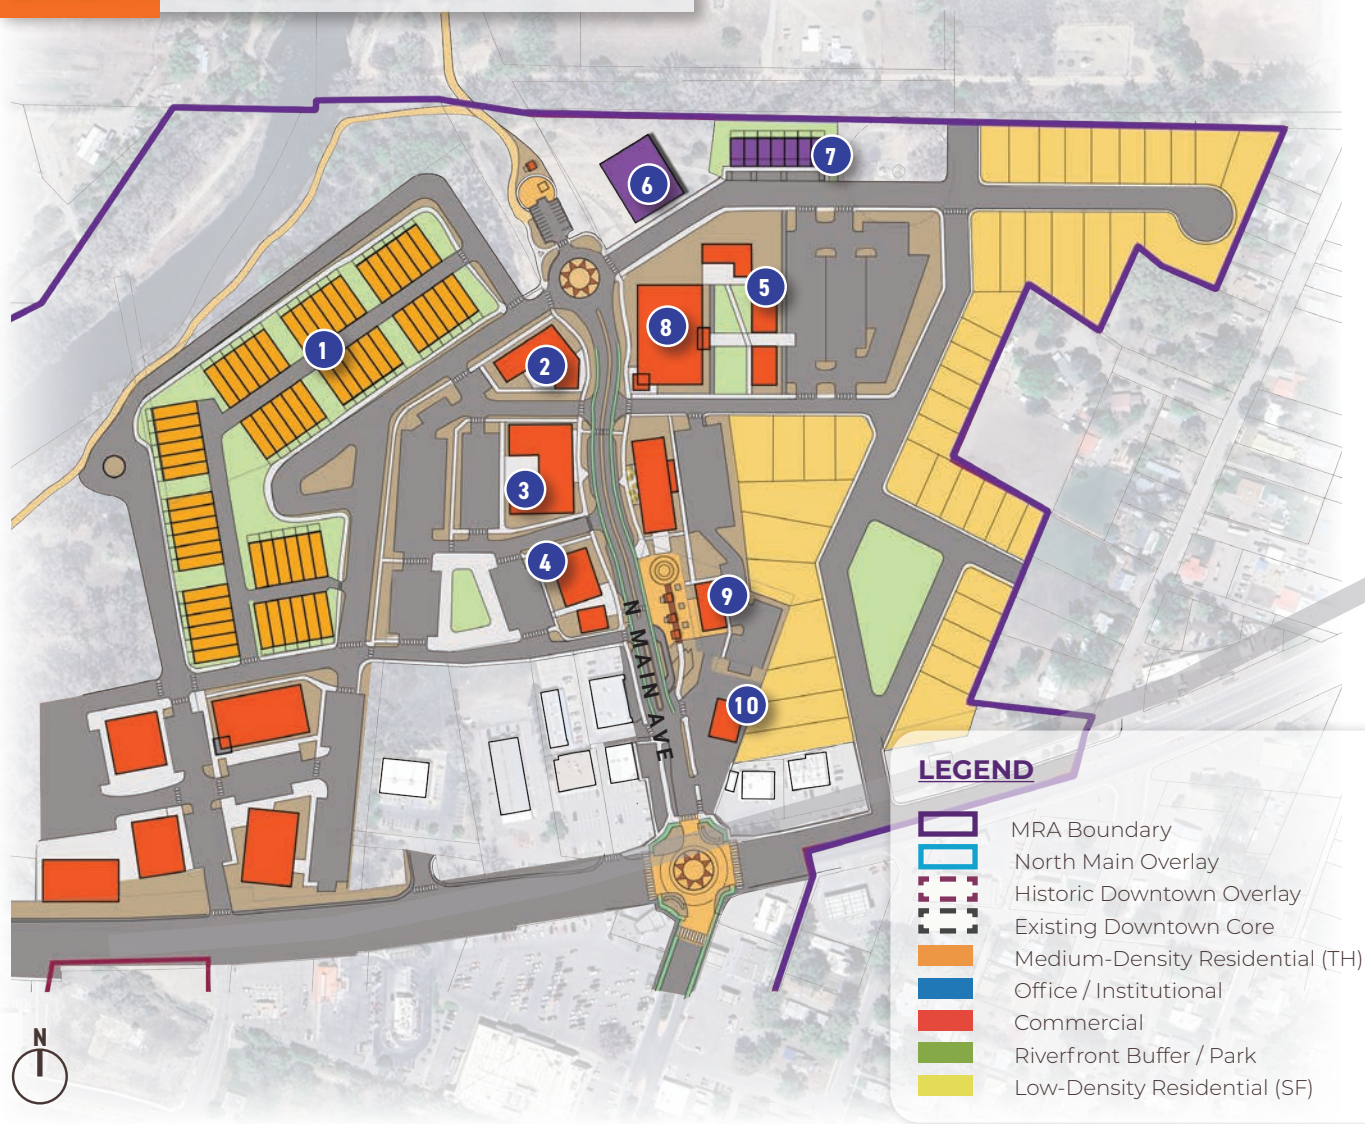 7
6
5
1
8
2
3
4
9
10
N MAIN AVE
LEGEND
MRA Boundary
North Main Overlay
Historic Downtown Overlay
Existing Downtown Core
Medium-Density Residential (TH)
Office / Institutional
Commercial
Riverfront Buffer / Park
Low-Density Residential (SF)
N